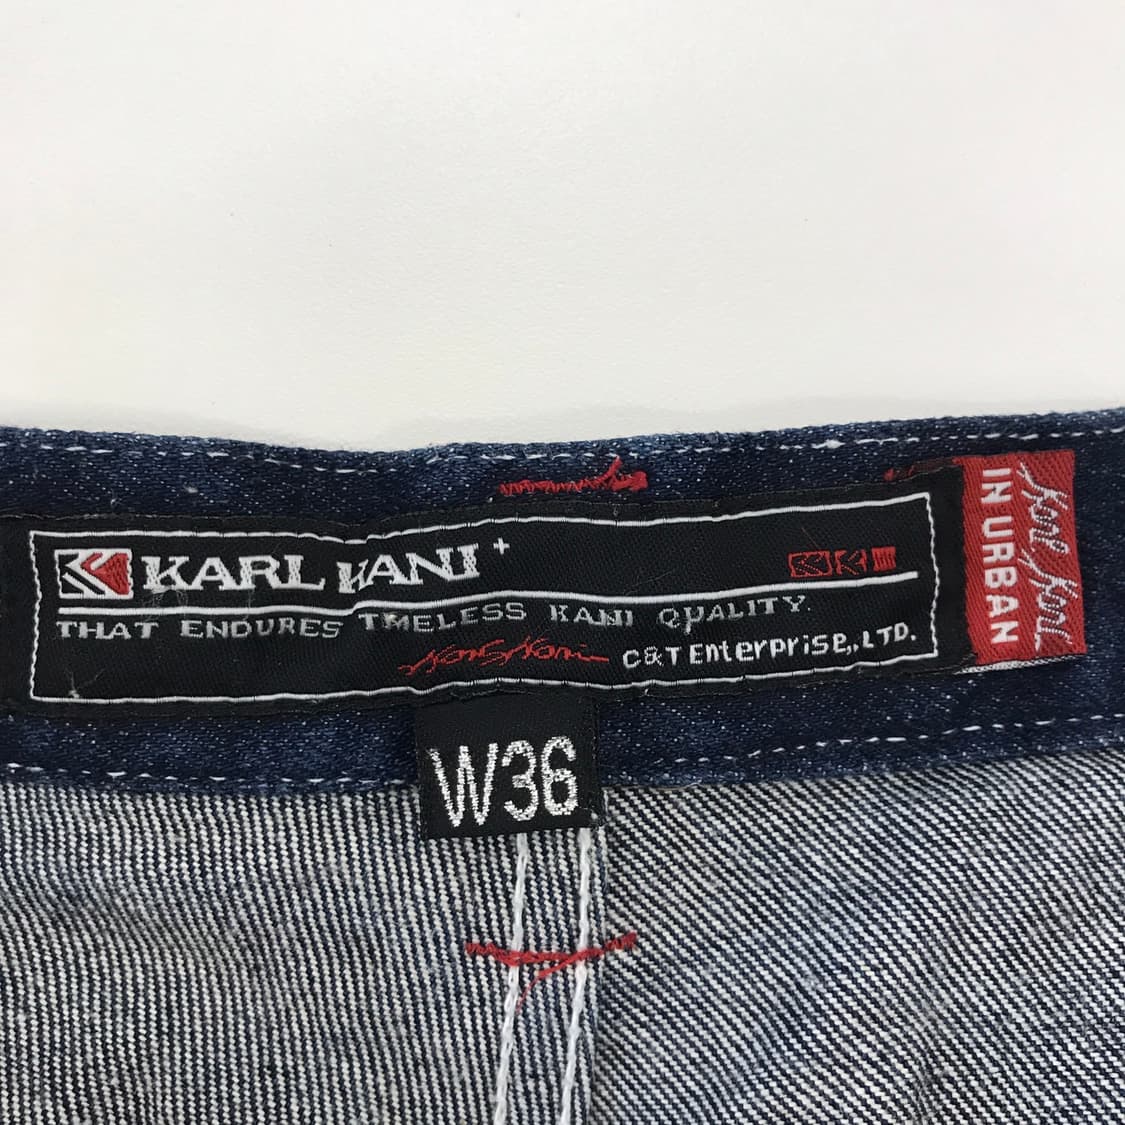 KARL KANI+
THAT ENDURES TIMELESS KANI QUALITY.
C&T Enterprise,.LTD.
W36
IN URBAN